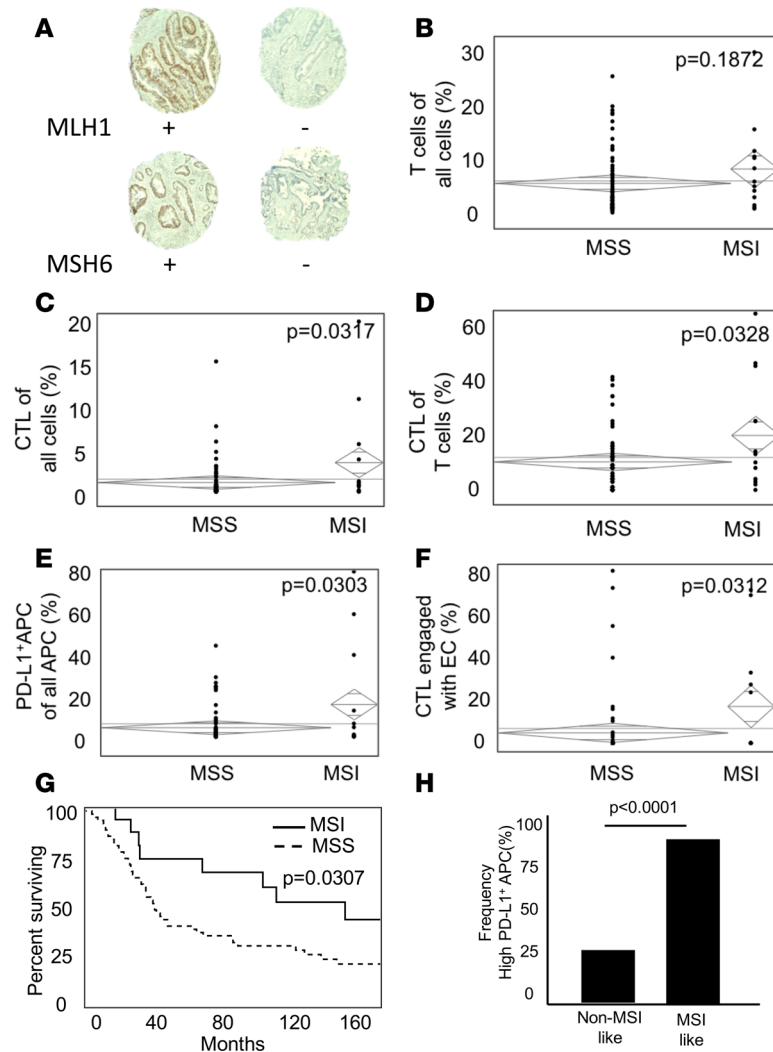 A
MLH1 + -
MSH6 + -
B
T cells of
all cells (%)
30
20
10
0
p=0.1872
MSS MSI
C
CTL of
all cells (%)
20
15
10
5
0
p=0.0317
MSS MSI
D
CTL of
T cells (%)
60
40
20
0
p=0.0328
MSS MSI
E
PD-L1+APC
of all APC (%)
80
60
40
20
0
p=0.0303
MSS MSI
F
CTL engaged
with EC (%)
80
60
40
20
0
p=0.0312
MSS MSI
G
Percent surviving
100
75
50
25
0
MSI
MSS
p=0.0307
0 40 80 120 160
Months
H
Frequency
High PD-L1+ APC(%)
100
75
50
25
0
p<0.0001
Non-MSI
like
MSI
like